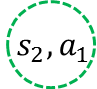 s₂, a₁